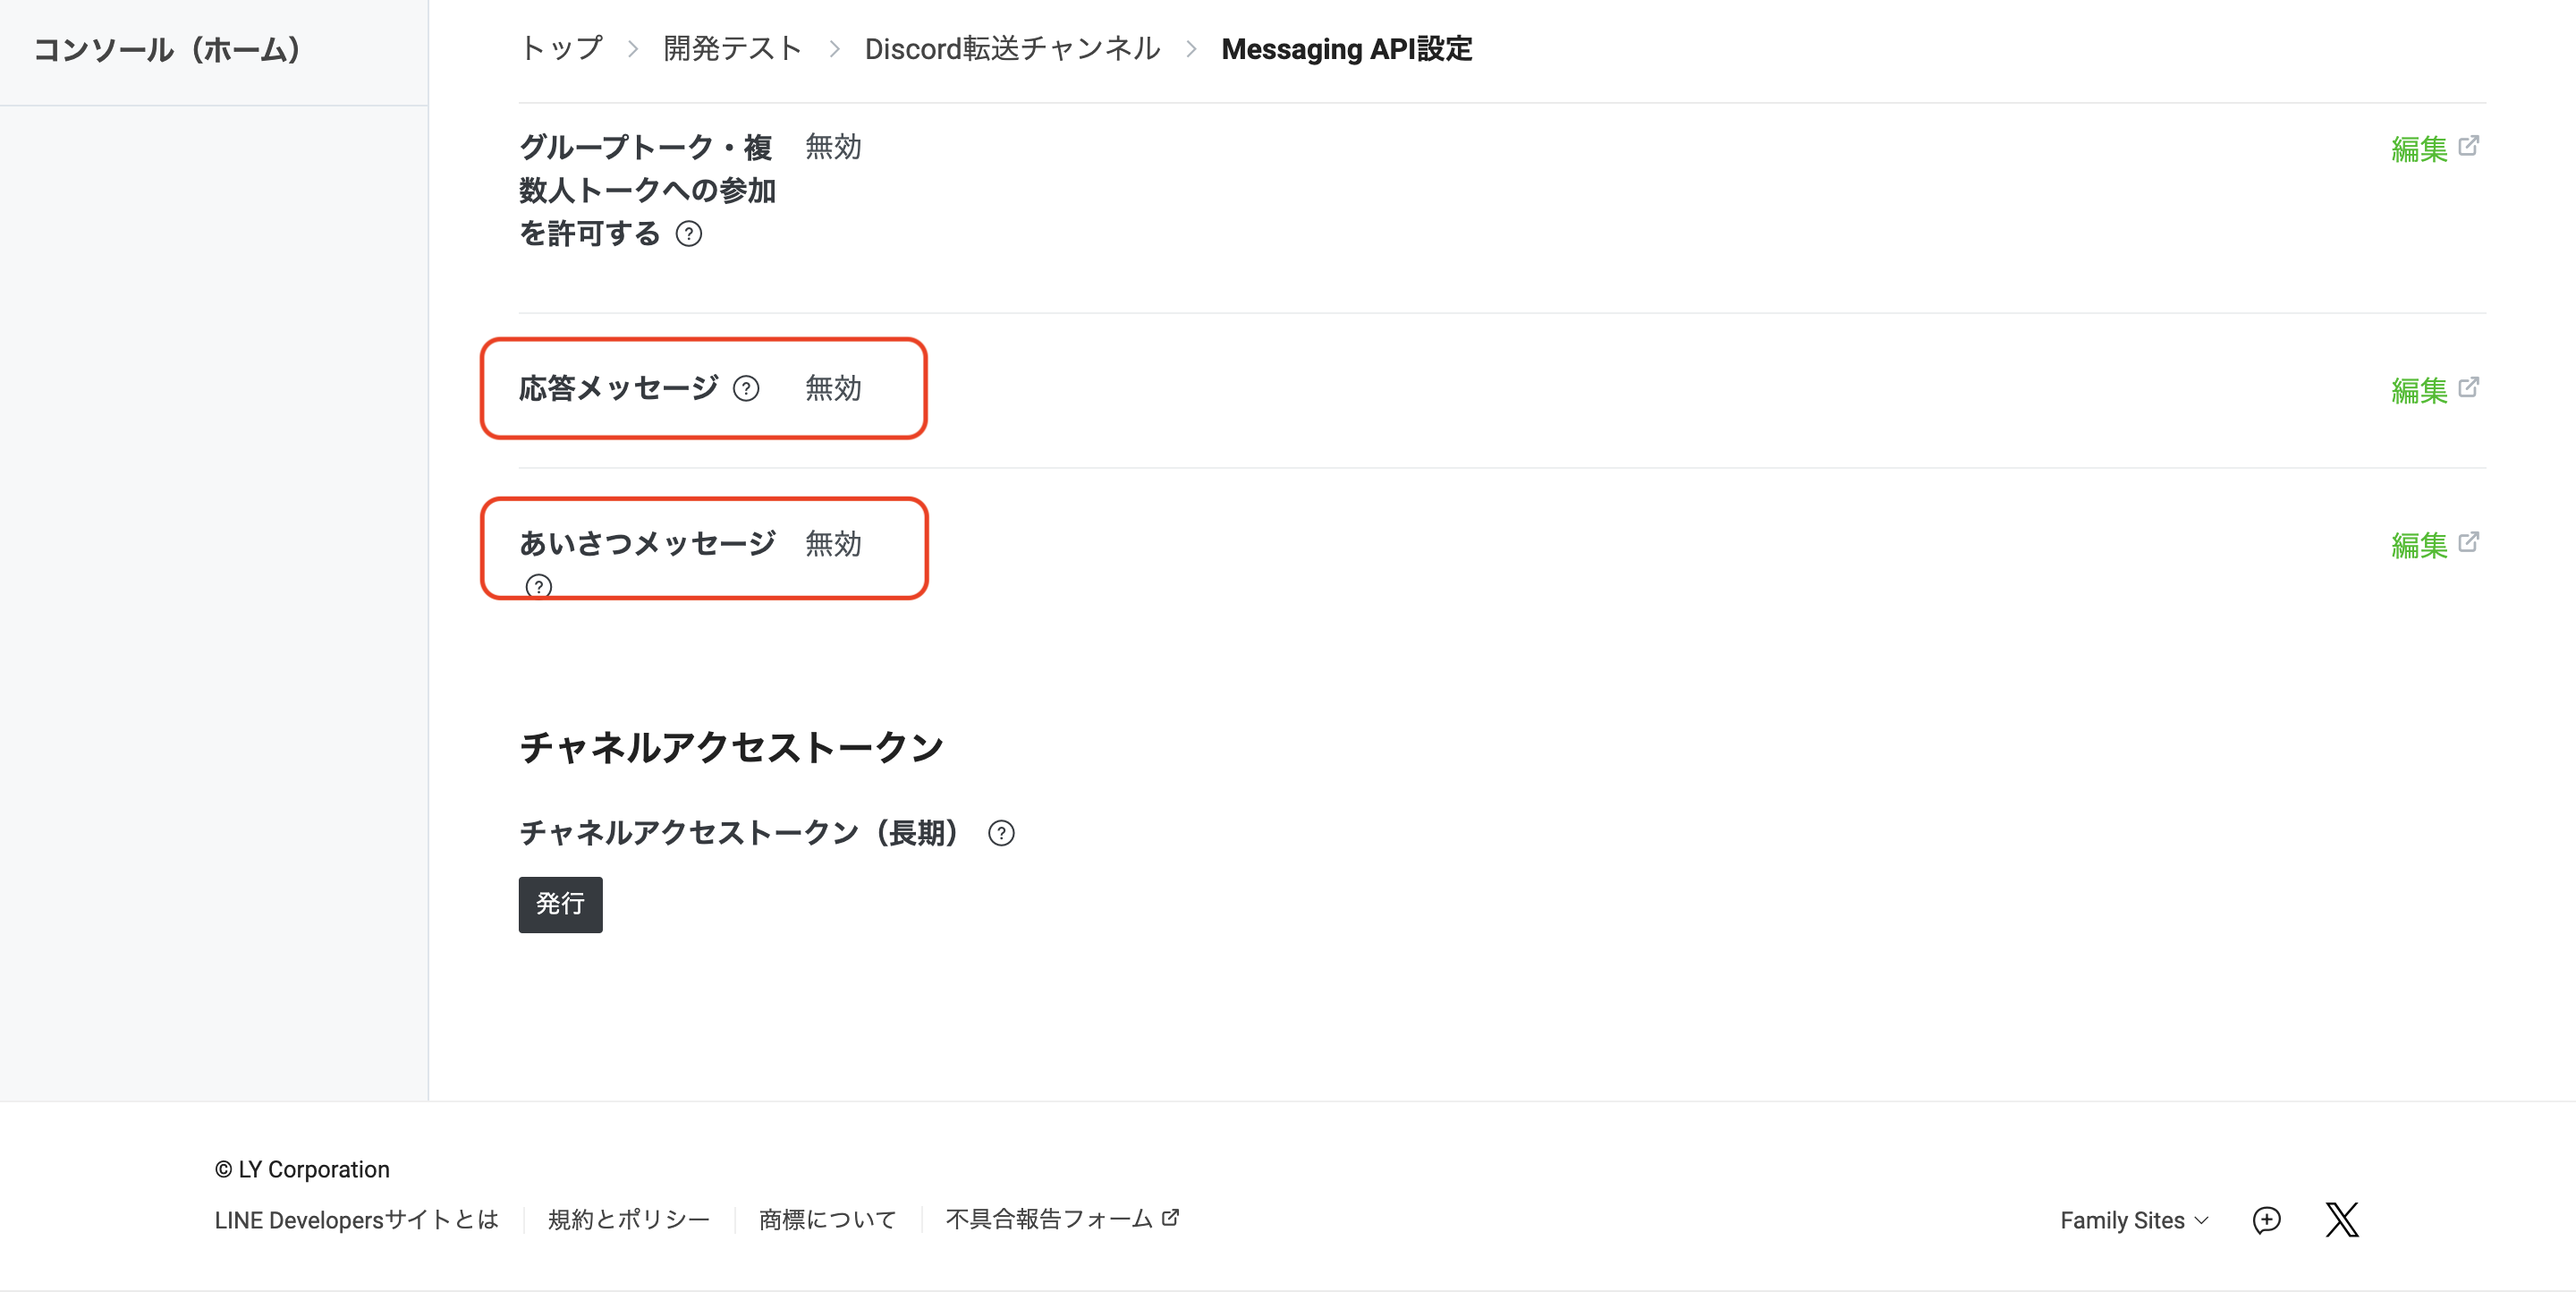 コンソール（ホーム）
トップ > 開発テスト > Discord転送チャンネル > Messaging API設定
グループトーク・複
数人トークへの参加
を許可する
無効
編集
応答メッセージ 無効
編集
あいさつメッセージ 無効
編集
チャネルアクセストークン
チャネルアクセストークン（長期）
発行
© LY Corporation
LINE Developersサイトとは 規約とポリシー 商標について 不具合報告フォーム
Family Sites